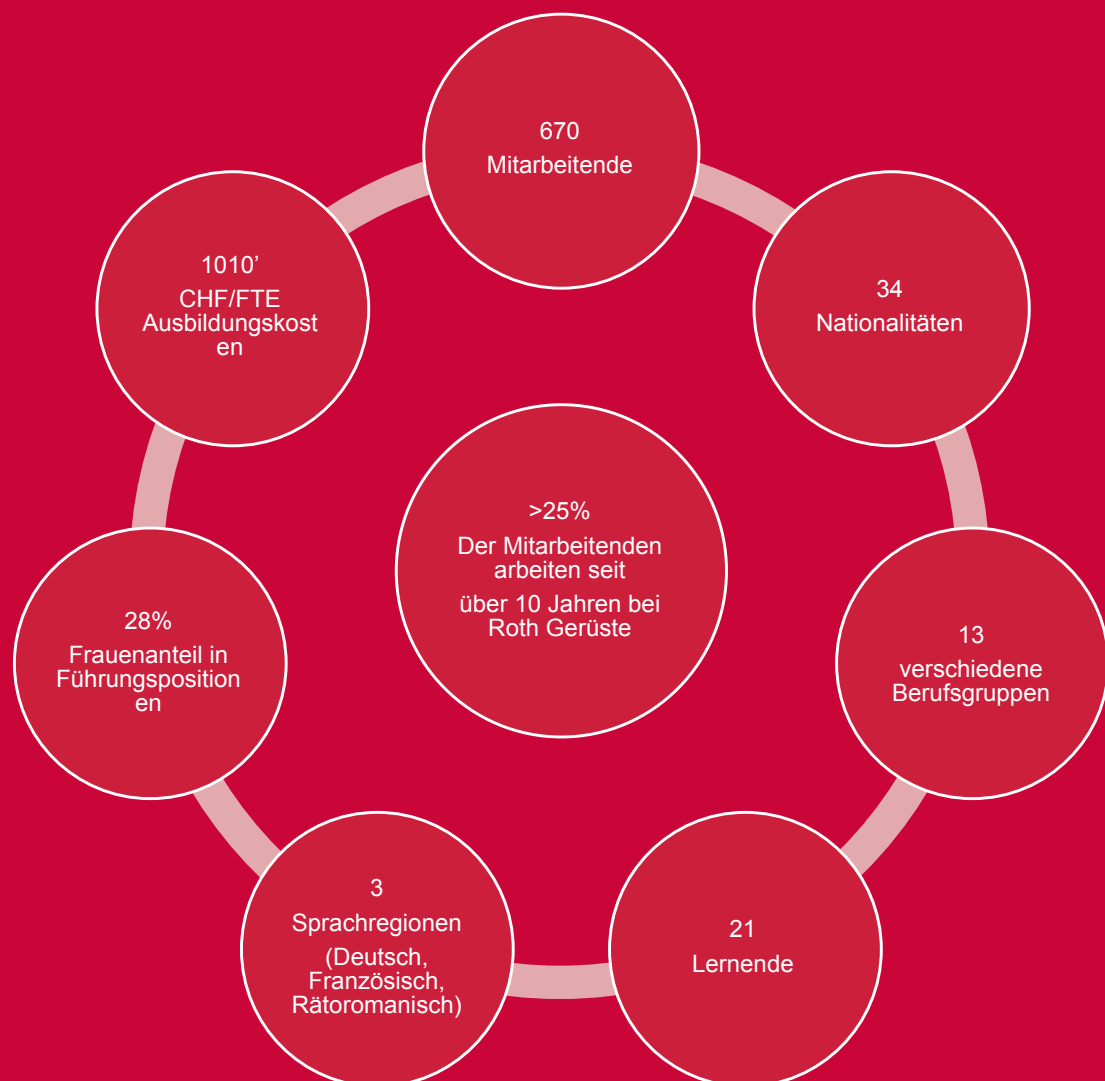 670
Mitarbeitende
34
Nationalitäten
13
verschiedene
Berufsgruppen
21
Lernende
3
Sprachregionen
(Deutsch,
Französisch,
Rätoromanisch)
28%
Frauenanteil in
Führungsposition
en
1010’
CHF/FTE
Ausbildungskost
en
>25%
Der Mitarbeitenden
arbeiten seit
über 10 Jahren bei
Roth Gerüste